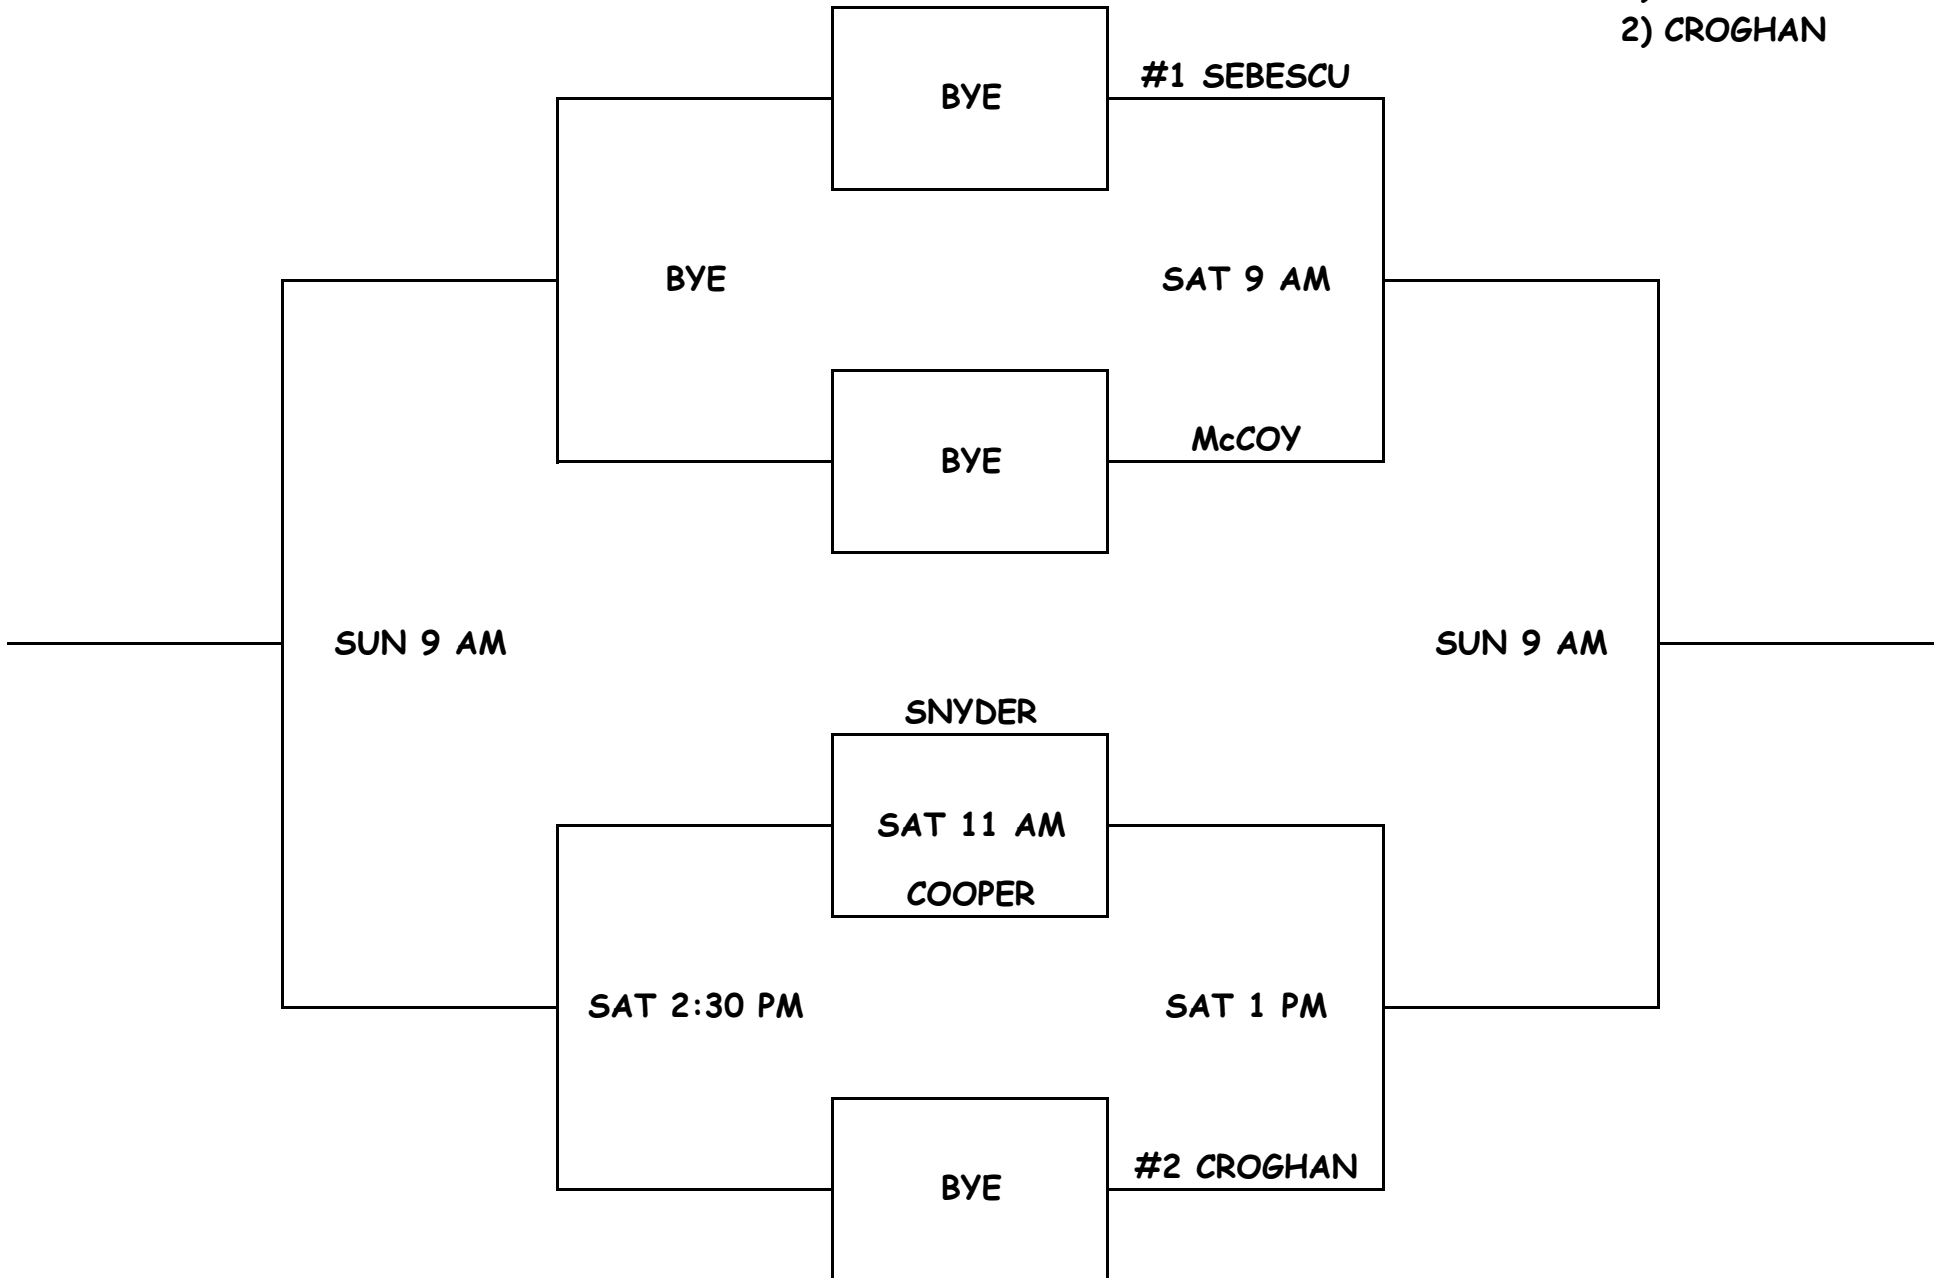 2) CROGHAN
#1 SEBESCU
BYE
BYE
SAT 9 AM
McCOY
BYE
SUN 9 AM
SUN 9 AM
SNYDER
SAT 11 AM
COOPER
SAT 2:30 PM
SAT 1 PM
#2 CROGHAN
BYE